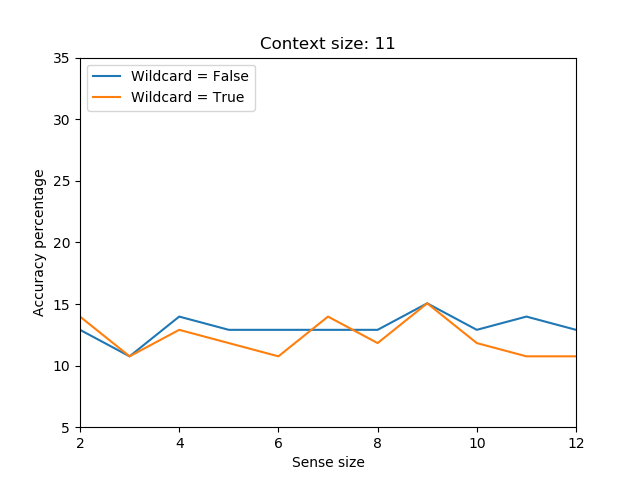 Context size: 11
Wildcard = False
Wildcard = True
Accuracy percentage
35
30
25
20
15
10
5
2
4
6
8
10
12
Sense size